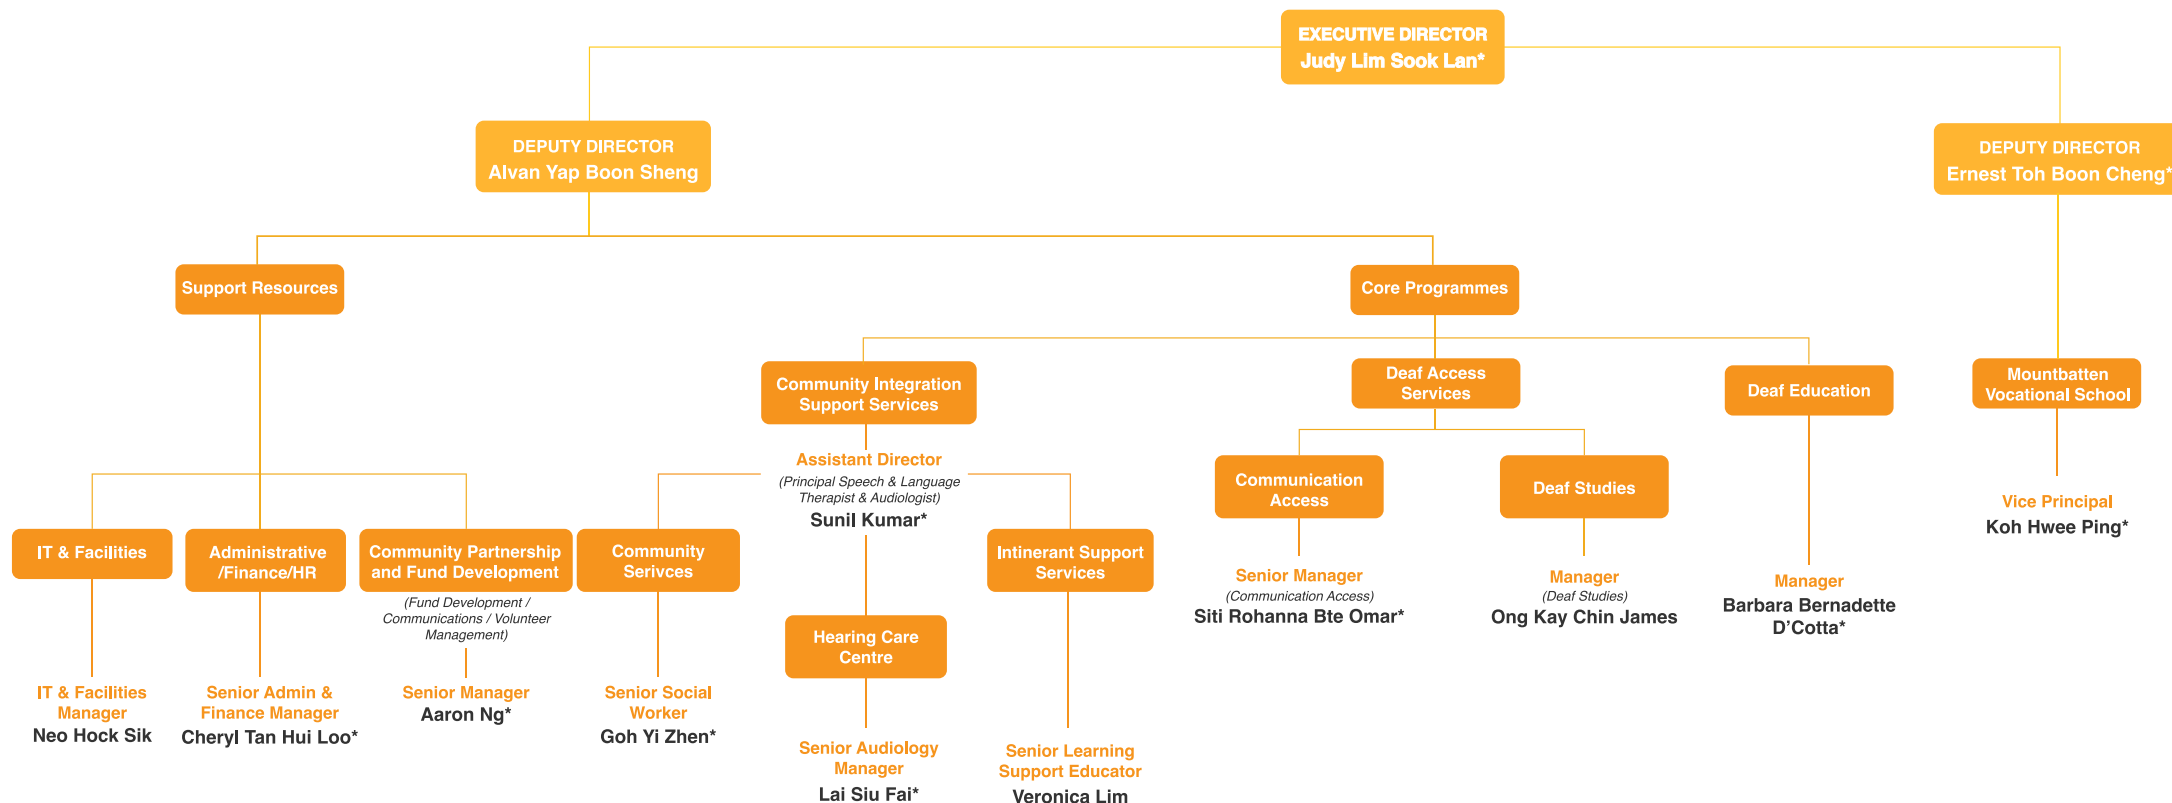 EXECUTIVE DIRECTOR
Judy Lim Sook Lan*
DEPUTY DIRECTOR
Alvan Yap Boon Sheng
DEPUTY DIRECTOR
Ernest Toh Boon Cheng*
Support Resources
Core Programmes
Community Integration
Support Services
Deaf Access
Services
Deaf Education
Mountbatten
Vocational School
Assistant Director
(Principal Speech & Language
Therapist & Audiologist)
Sunil Kumar*
Communication
Access
Deaf Studies
Vice Principal
Koh Hwee Ping*
IT & Facilities
Administrative
/Finance/HR
Community Partnership
and Fund Development
(Fund Development /
Communications / Volunteer
Management)
Community
Serivces
Intinerant Support
Services
Senior Manager
(Communication Access)
Siti Rohanna Bte Omar*
Manager
(Deaf Studies)
Ong Kay Chin James
Manager
Barbara Bernadette
D’Cotta*
Hearing Care
Centre
IT & Facilities
Manager
Neo Hock Sik
Senior Admin &
Finance Manager
Cheryl Tan Hui Loo*
Senior Manager
Aaron Ng*
Senior Social
Worker
Goh Yi Zhen*
Senior Audiology
Manager
Lai Siu Fai*
Senior Learning
Support Educator
Veronica Lim